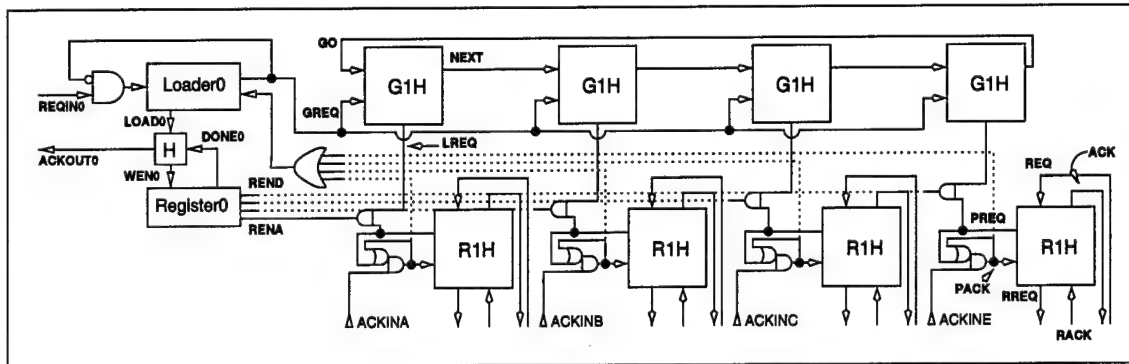 GO
NEXT
G1H
G1H
G1H
G1H
Loader0
REQIN0
GREQ
LOAD0
DONE0
LREQ
H
ACKOUT0
WEN0
REND
REQ
ACK
Register0
RENA
PREQ
R1H
R1H
R1H
R1H
PACK
RREQ
ACKINA
ACKINB
ACKINC
ACKINE
RACK